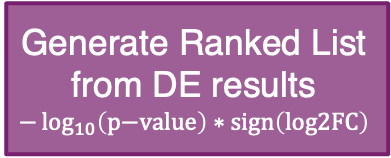 Generate Ranked List
from DE results
− log₁₀(p−value) ∗ sign(log2FC)